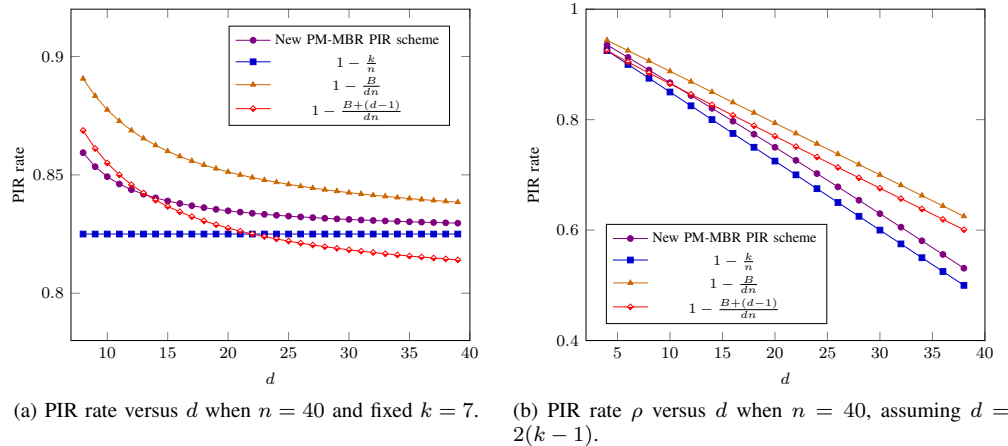 New PM-MBR PIR scheme
1 − k/n
1 − B/dn
1 − B+(d−1)/dn
PIR rate
0.9
0.85
0.8
10 15 20 25 30 35 40
d
(a) PIR rate versus d when n = 40 and fixed k = 7.
New PM-MBR PIR scheme
1 − k/n
1 − B/dn
1 − B+(d−1)/dn
PIR rate
1
0.8
0.6
0.4
5 10 15 20 25 30 35 40
d
(b) PIR rate ρ versus d when n = 40, assuming d =
2(k − 1).